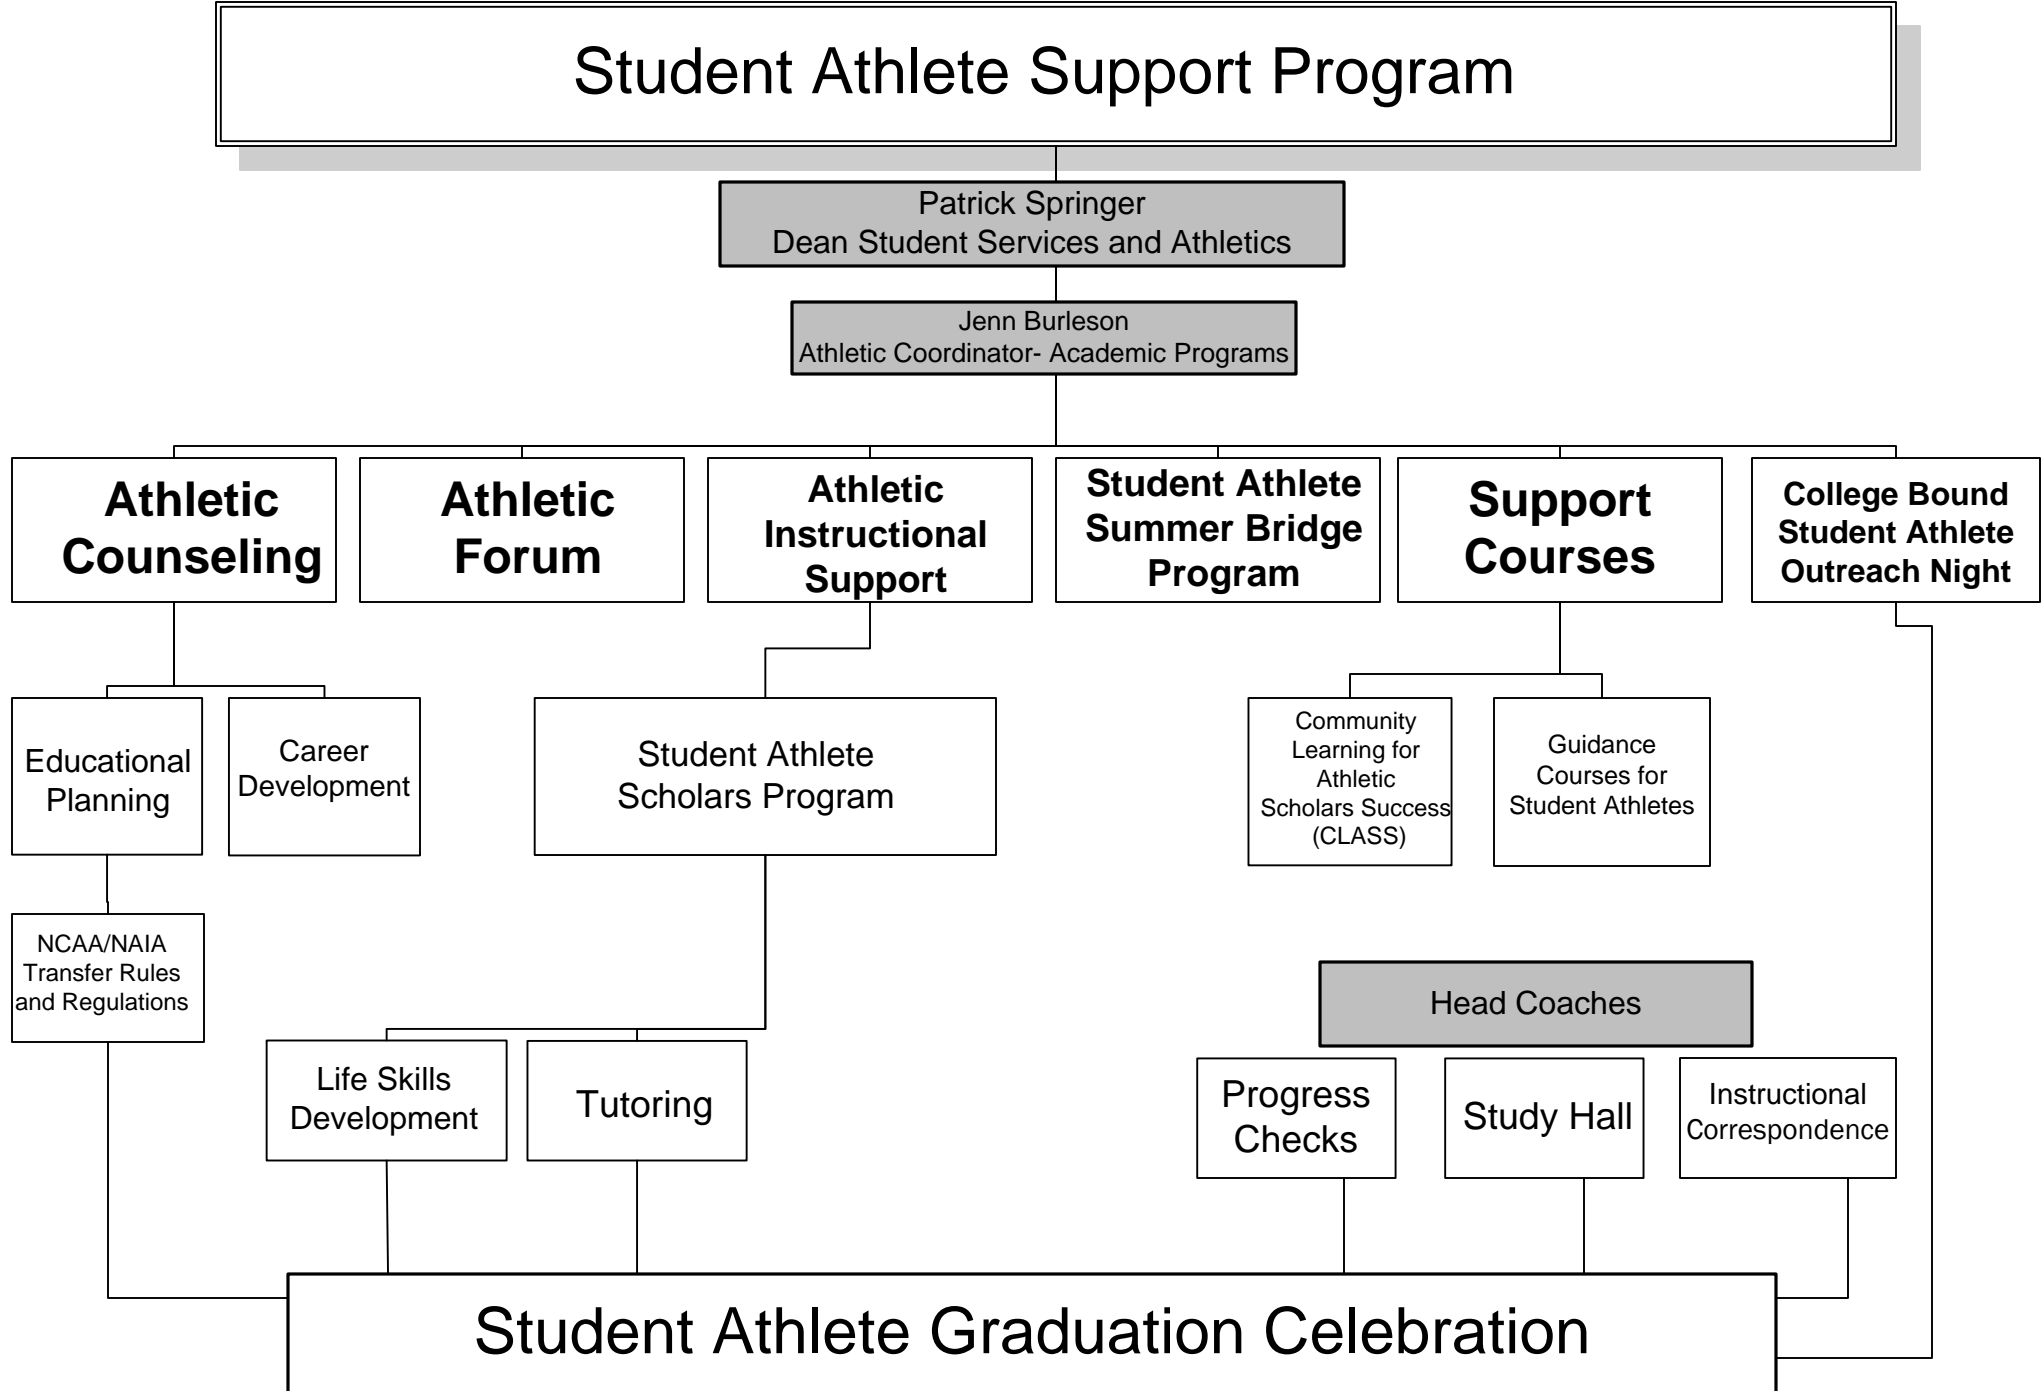 Student Athlete Support Program
Patrick Springer
Dean Student Services and Athletics
Jenn Burleson
Athletic Coordinator- Academic Programs
Athletic
Counseling
Athletic
Forum
Athletic
Instructional
Support
Student Athlete
Summer Bridge
Program
Support
Courses
College Bound
Student Athlete
Outreach Night
Educational
Planning
Career
Development
Student Athlete
Scholars Program
Community
Learning for
Athletic
Scholars Success
(CLASS)
Guidance
Courses for
Student Athletes
NCAA/NAIA
Transfer Rules
and Regulations
Head Coaches
Life Skills
Development
Tutoring
Progress
Checks
Study Hall
Instructional
Correspondence
Student Athlete Graduation Celebration